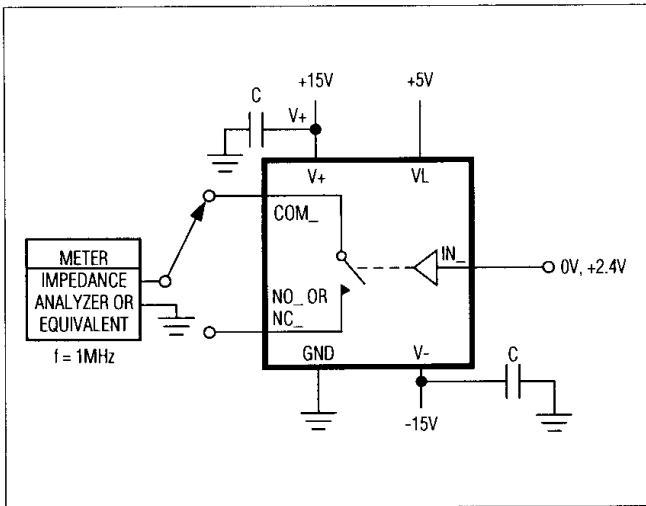 +15V
+5V
C
V+
V+
VL
COM_
IN_
0V, +2.4V
METER
IMPEDANCE
ANALYZER OR
EQUIVALENT
f = 1MHz
NO_ OR
NC_
GND
V-
C
-15V